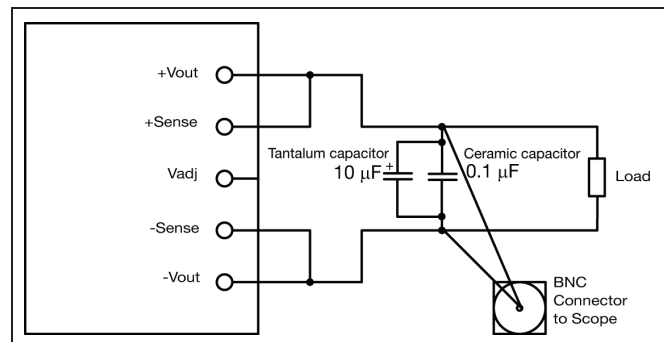 +Vout
+Sense
Vadj
-Sense
-Vout
Tantalum capacitor
10 μF
+
Ceramic capacitor
0.1 μF
Load
BNC
Connector
to Scope